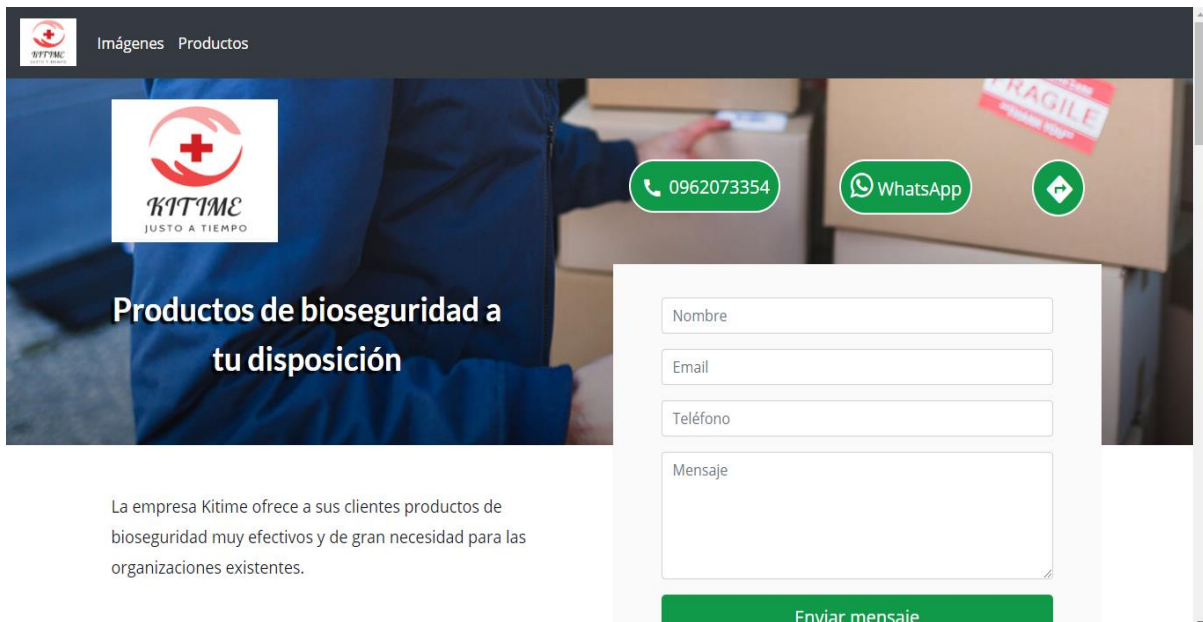 KITIME
JUSTO A TIEMPO
Imágenes Productos
KITIME
JUSTO A TIEMPO
FRAGILE
0962073354
WhatsApp
Productos de bioseguridad a
tu disposición
Nombre
Email
Teléfono
Mensaje
La empresa Kitime ofrece a sus clientes productos de
bioseguridad muy efectivos y de gran necesidad para las
organizaciones existentes.
Enviar mensaje